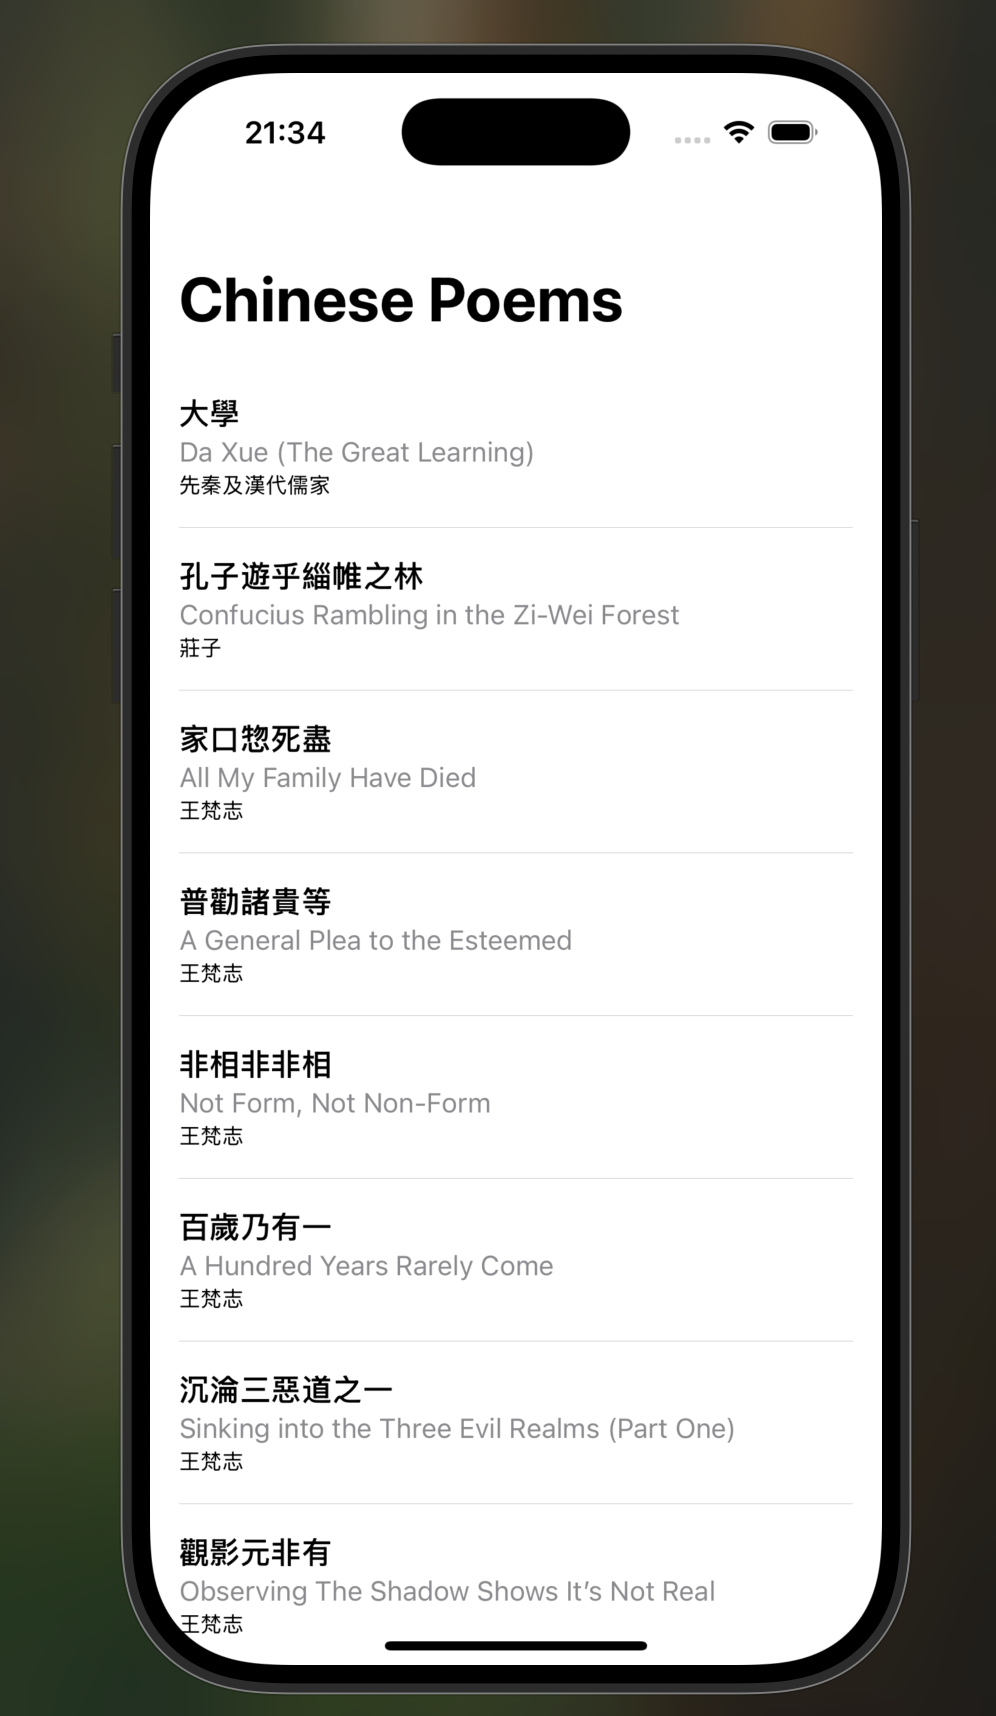 21:34
Chinese Poems
大學
Da Xue (The Great Learning)
先秦及漢代儒家
孔子遊乎緇帷之林
Confucius Rambling in the Zi-Wei Forest
莊子
家口惣死盡
All My Family Have Died
王梵志
普勸諸貴等
A General Plea to the Esteemed
王梵志
非相非非相
Not Form, Not Non-Form
王梵志
百歲乃有一
A Hundred Years Rarely Come
王梵志
沉淪三惡道之一
Sinking into the Three Evil Realms (Part One)
王梵志
觀影元非有
Observing The Shadow Shows It’s Not Real
王梵志